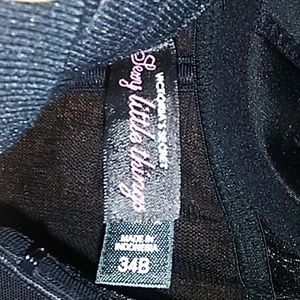 VICTORIA'S SECRET
Sexy little things
MADE IN
INDONESIA
34B